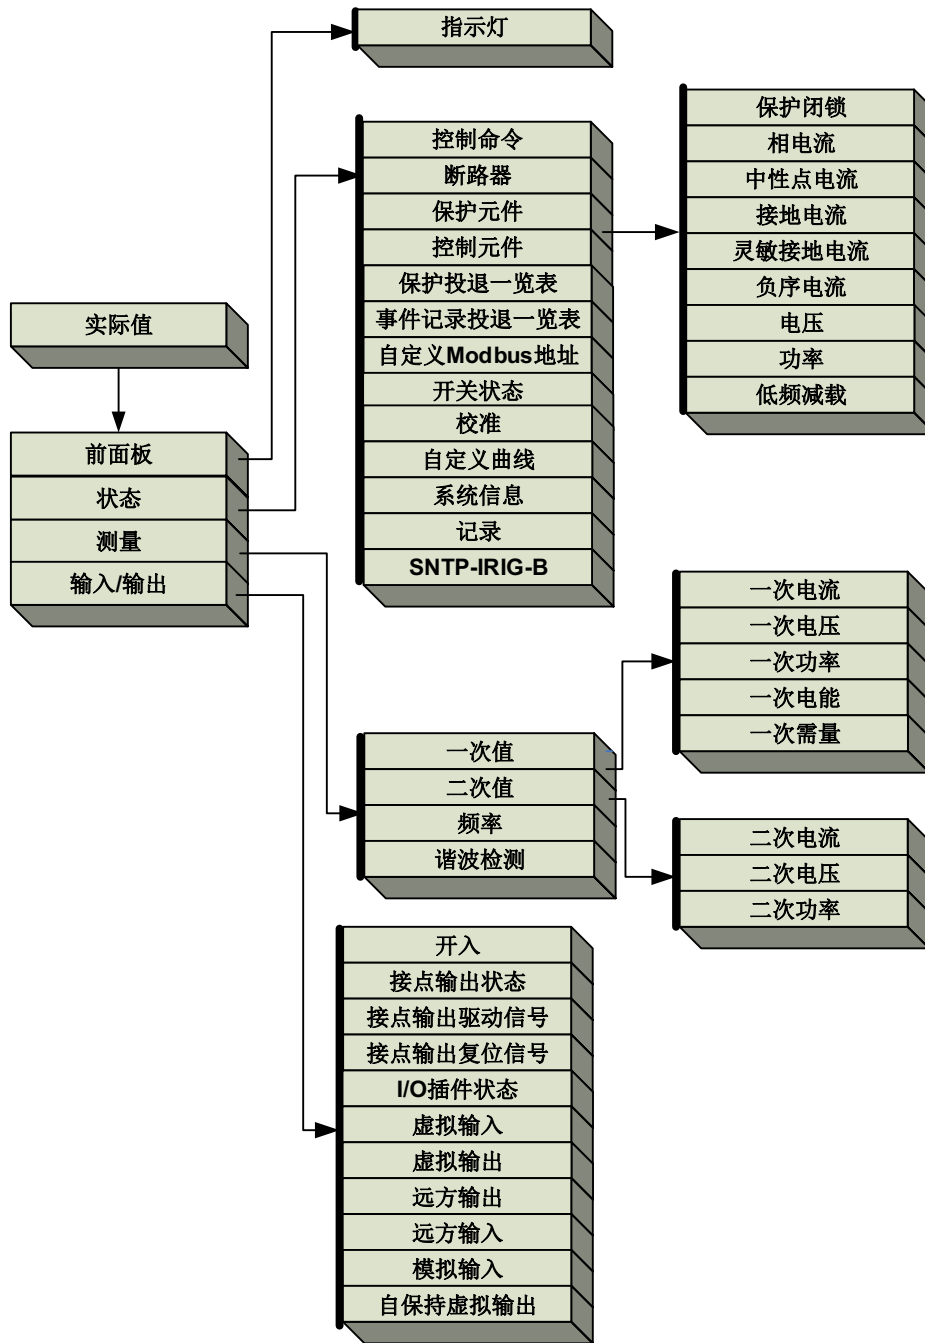 指示灯
控制命令
断路器
保护元件
控制元件
保护投退一览表
事件记录投退一览表
自定义Modbus地址
开关状态
校准
自定义曲线
系统信息
记录
SNTP-IRIG-B
保护闭锁
相电流
中性点电流
接地电流
灵敏接地电流
负序电流
电压
功率
低频减载
实际值
前面板
状态
测量
输入/输出
一次值
二次值
频率
谐波检测
一次电流
一次电压
一次功率
一次电能
一次需量
二次电流
二次电压
二次功率
开入
接点输出状态
接点输出驱动信号
接点输出复位信号
I/O插件状态
虚拟输入
虚拟输出
远方输出
远方输入
模拟输入
自保持虚拟输出